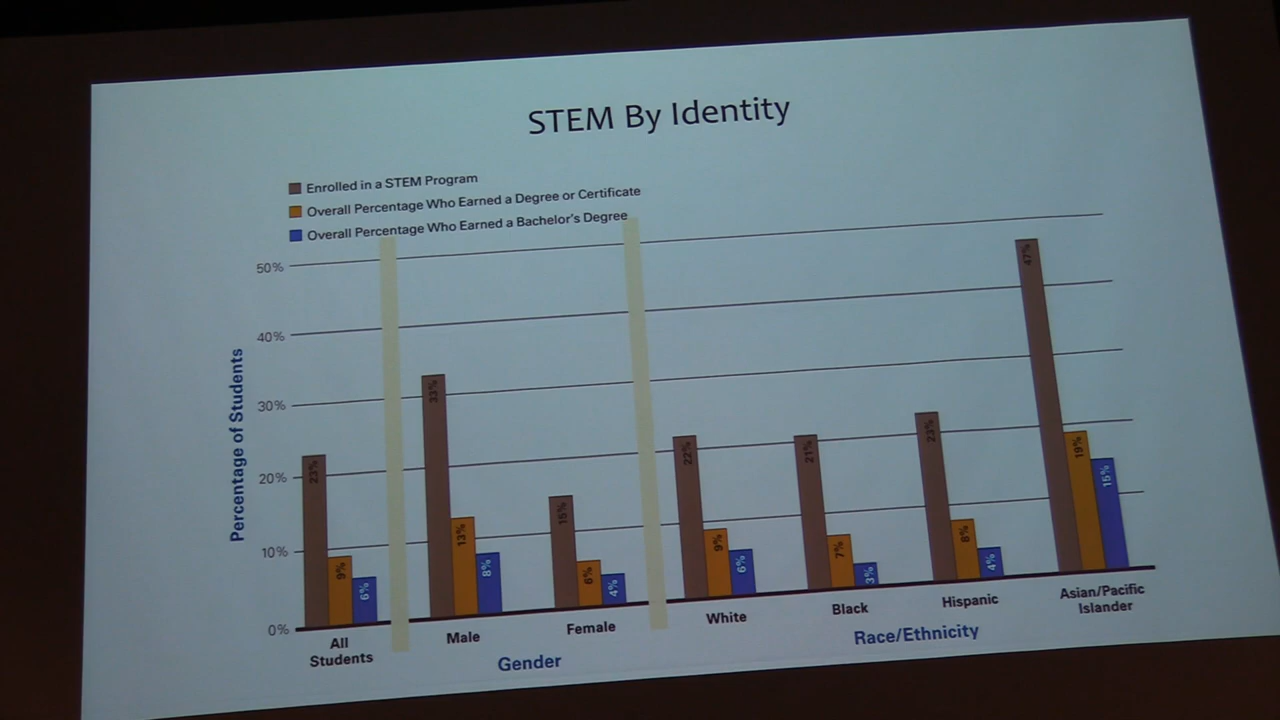 STEM By Identity
Enrolled in a STEM Program
Overall Percentage Who Earned a Degree or Certificate
Overall Percentage Who Earned a Bachelor's Degree
Percentage of Students
50%
40%
30%
20%
10%
0%
23%
9%
6%
33%
13%
8%
15%
6%
4%
22%
9%
6%
21%
7%
3%
23%
8%
4%
47%
19%
15%
All
Students
Male
Female
White
Black
Hispanic
Asian/Pacific
Islander
Gender
Race/Ethnicity